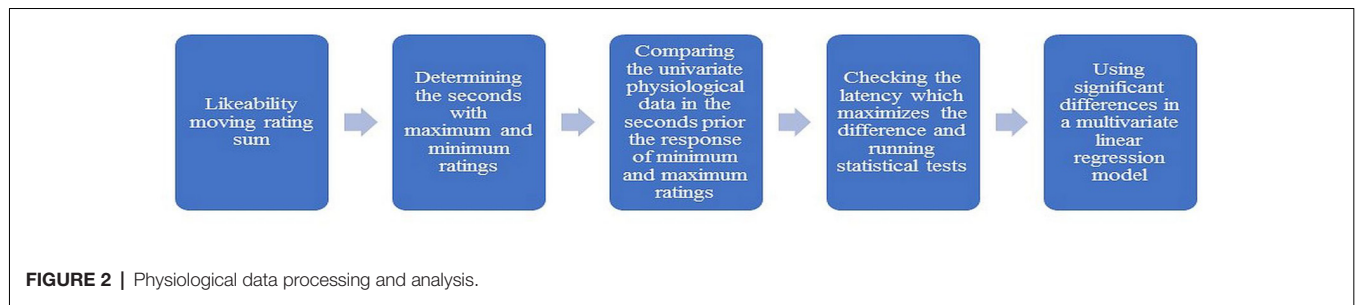 Likeability
moving rating
sum
Determining
the seconds
with
maximum and
minimum
ratings
Comparing
the univariate
physiological
data in the
seconds prior
the response
of minimum
and maximum
ratings
Checking the
latency which
maximizes the
difference and
running
statistical tests
Using
significant
differences in
a multivariate
linear
regression
model
FIGURE 2 | Physiological data processing and analysis.